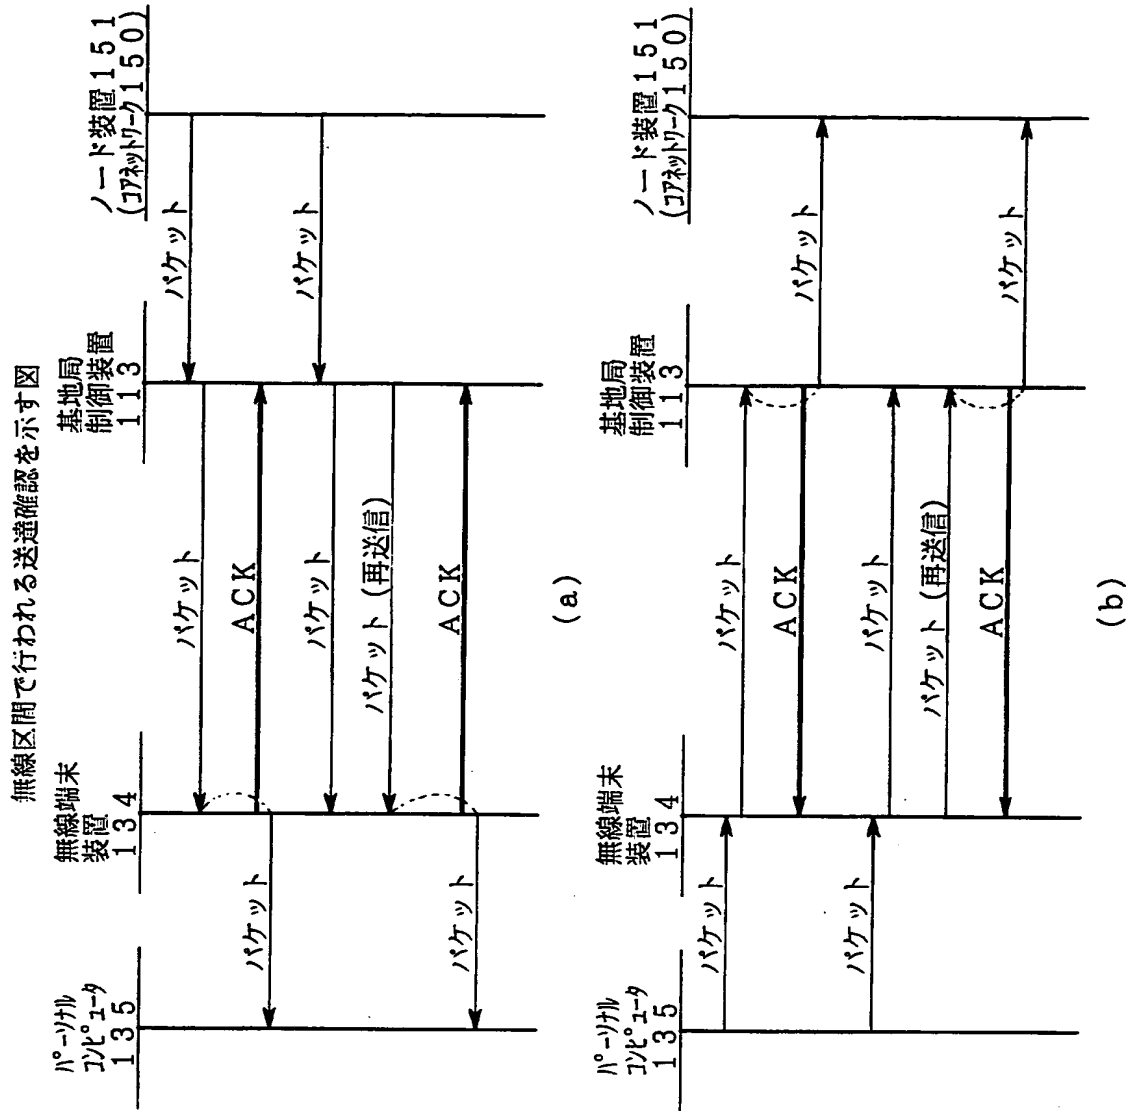 無線区間で行われる送達確認を示す図
パーソナル
コンピュータ
135
無線端末
装置
134
基地局
制御装置
113
ノード装置151
(コアネットワーク150)
パケット
パケット
パケット
ACK
パケット
パケット
パケット(再送信)
ACK
パケット
パケット
(a)
パーソナル
コンピュータ
135
無線端末
装置
134
基地局
制御装置
113
ノード装置151
(コアネットワーク150)
パケット
パケット
パケット
ACK
パケット
パケット
パケット(再送信)
ACK
パケット
パケット
(b)